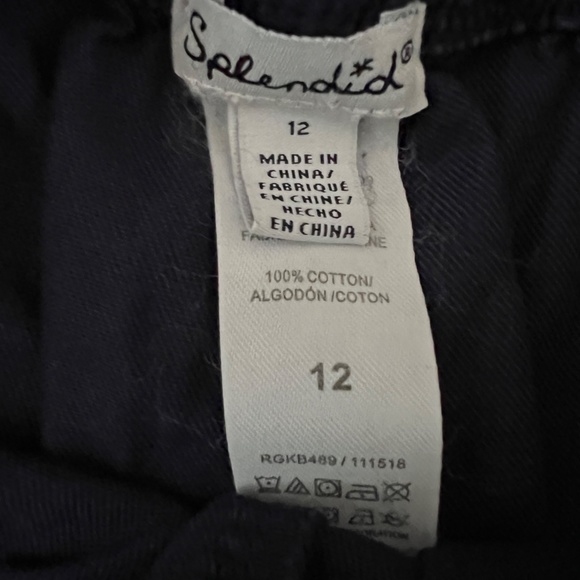 Splendid®
12
MADE IN
CHINA/
FABRIQUÉ
EN CHINE/
HECHO
EN CHINA
100% COTTON/
ALGODÓN /COTON
12
RGKB489 / 111518